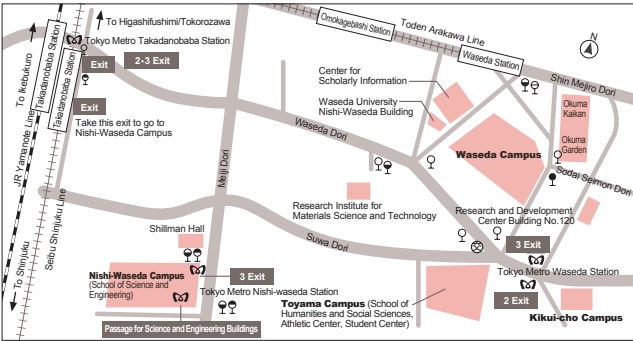 To Higashifushimi/Tokorozawa
Tokyo Metro Takadanobaba Station
Exit
2・3 Exit
To Ikebukuro
Takadanobaba Station
Takadanobaba Station
Exit
Take this exit to go to
Nishi-Waseda Campus
JR Yamanote Line
Seibu Shinjuku Line
To Shinjuku
Omokagebashi Station
Toden Arakawa Line
Waseda Station
N
Shin Mejiro Dori
Center for
Scholarly Information
Waseda University
Nishi-Waseda Building
Okuma
Kaikan
Okuma
Garden
Waseda Dori
Waseda Campus
Sodai Seimon Dori
Meiji Dori
Research Institute for
Materials Science and Technology
Research and Development
Center Building No.120
Shillman Hall
Suwa Dori
3 Exit
Tokyo Metro Waseda Station
2 Exit
Nishi-Waseda Campus
(School of Science and
Engineering)
3 Exit
Tokyo Metro Nishi-waseda Station
Toyama Campus (School of
Humanities and Social Sciences,
Athletic Center, Student Center)
Kikui-cho Campus
Passage for Science and Engineering Buildings